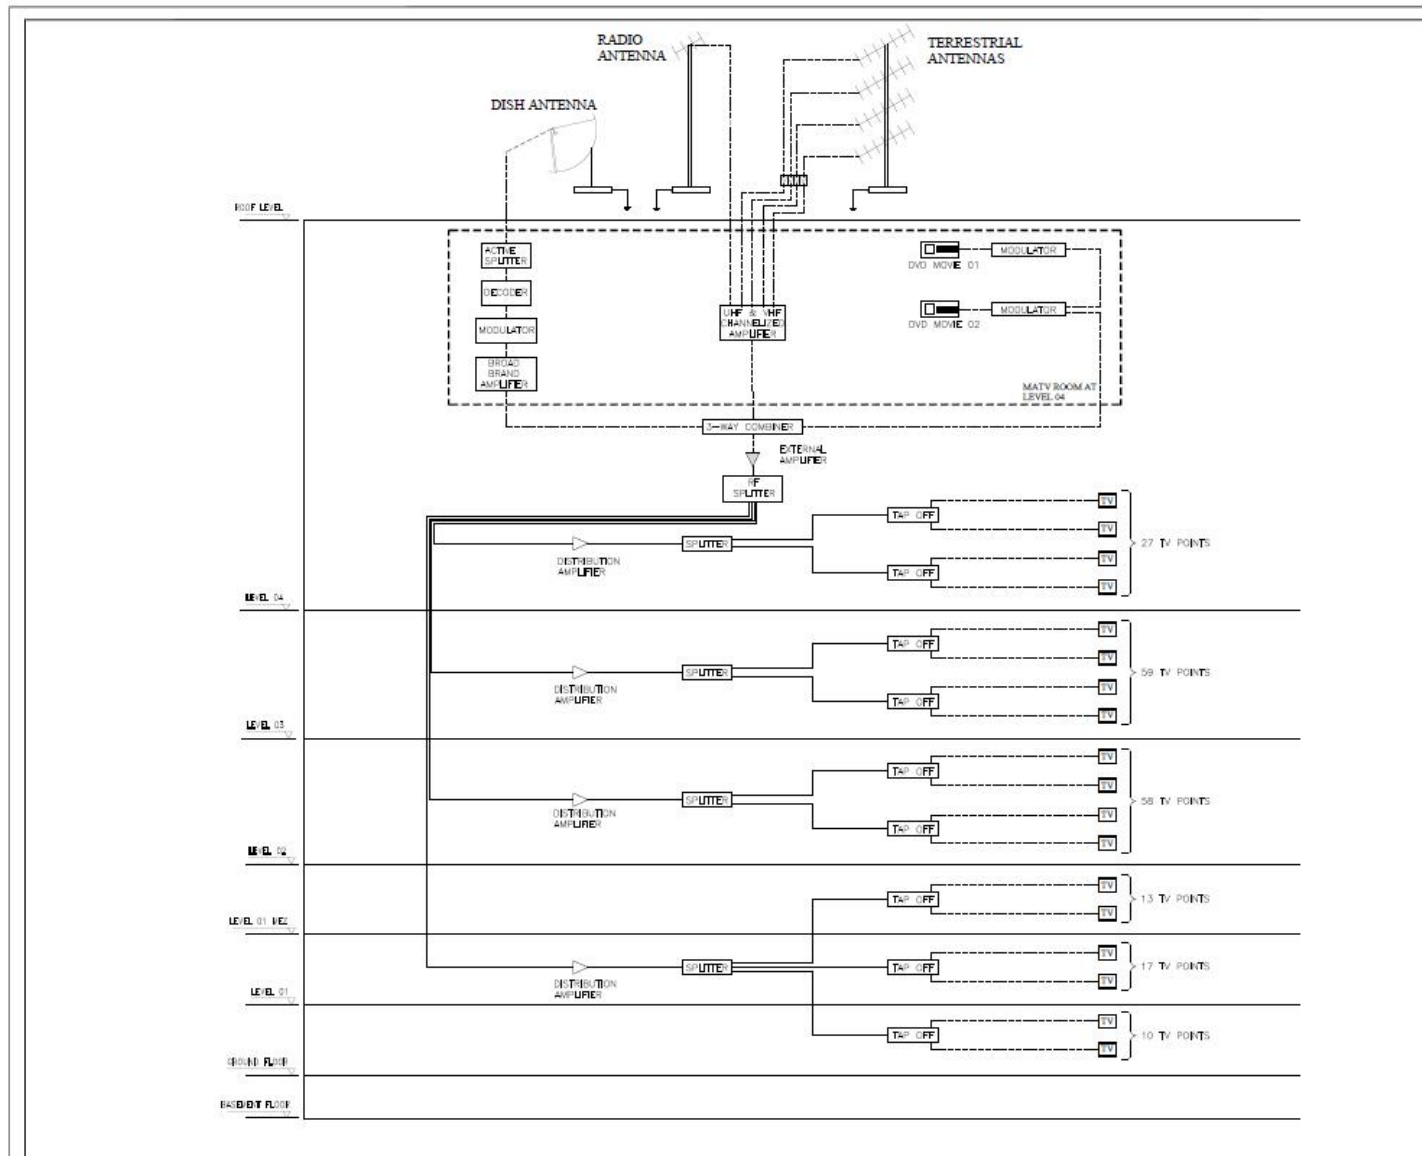 RADIO
ANTENNA
TERRESTRIAL
ANTENNAS
DISH ANTENNA
ROOF LEVEL
ACTIVE
SPLITTER
DECODER
MODULATOR
BROAD
BRAND
AMPLIFIER
UHF & VHF
CHANNELIZED
AMPLIFIER
DVD MOVIE 01
MODULATOR
DVD MOVIE 02
MODULATOR
MATV ROOM AT
LEVEL 04
3-WAY COMBINER
EXTERNAL
AMPLIFIER
RF
SPLITTER
DISTRIBUTION
AMPLIFIER
SPLITTER
TAP OFF
TAP OFF
TV
TV
TV
TV
27 TV POINTS
LEVEL 04
DISTRIBUTION
AMPLIFIER
SPLITTER
TAP OFF
TAP OFF
TV
TV
TV
TV
59 TV POINTS
LEVEL 03
DISTRIBUTION
AMPLIFIER
SPLITTER
TAP OFF
TAP OFF
TV
TV
TV
TV
58 TV POINTS
LEVEL 02
TAP OFF
TV
TV
13 TV POINTS
LEVEL 01 MEZ
DISTRIBUTION
AMPLIFIER
SPLITTER
TAP OFF
TV
TV
17 TV POINTS
LEVEL 01
TAP OFF
TV
TV
10 TV POINTS
GROUND FLOOR
BASEMENT FLOOR